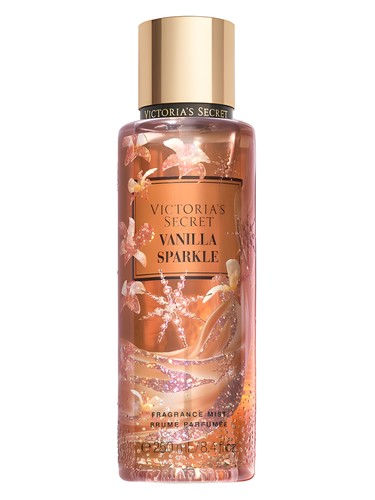 VICTORIA'S SECRET
VICTORIA'S
SECRET
VANILLA
SPARKLE
FRAGRANCE MIST
BRUME PARFUMÉE
℮ 250 ml / 8.4 fl oz